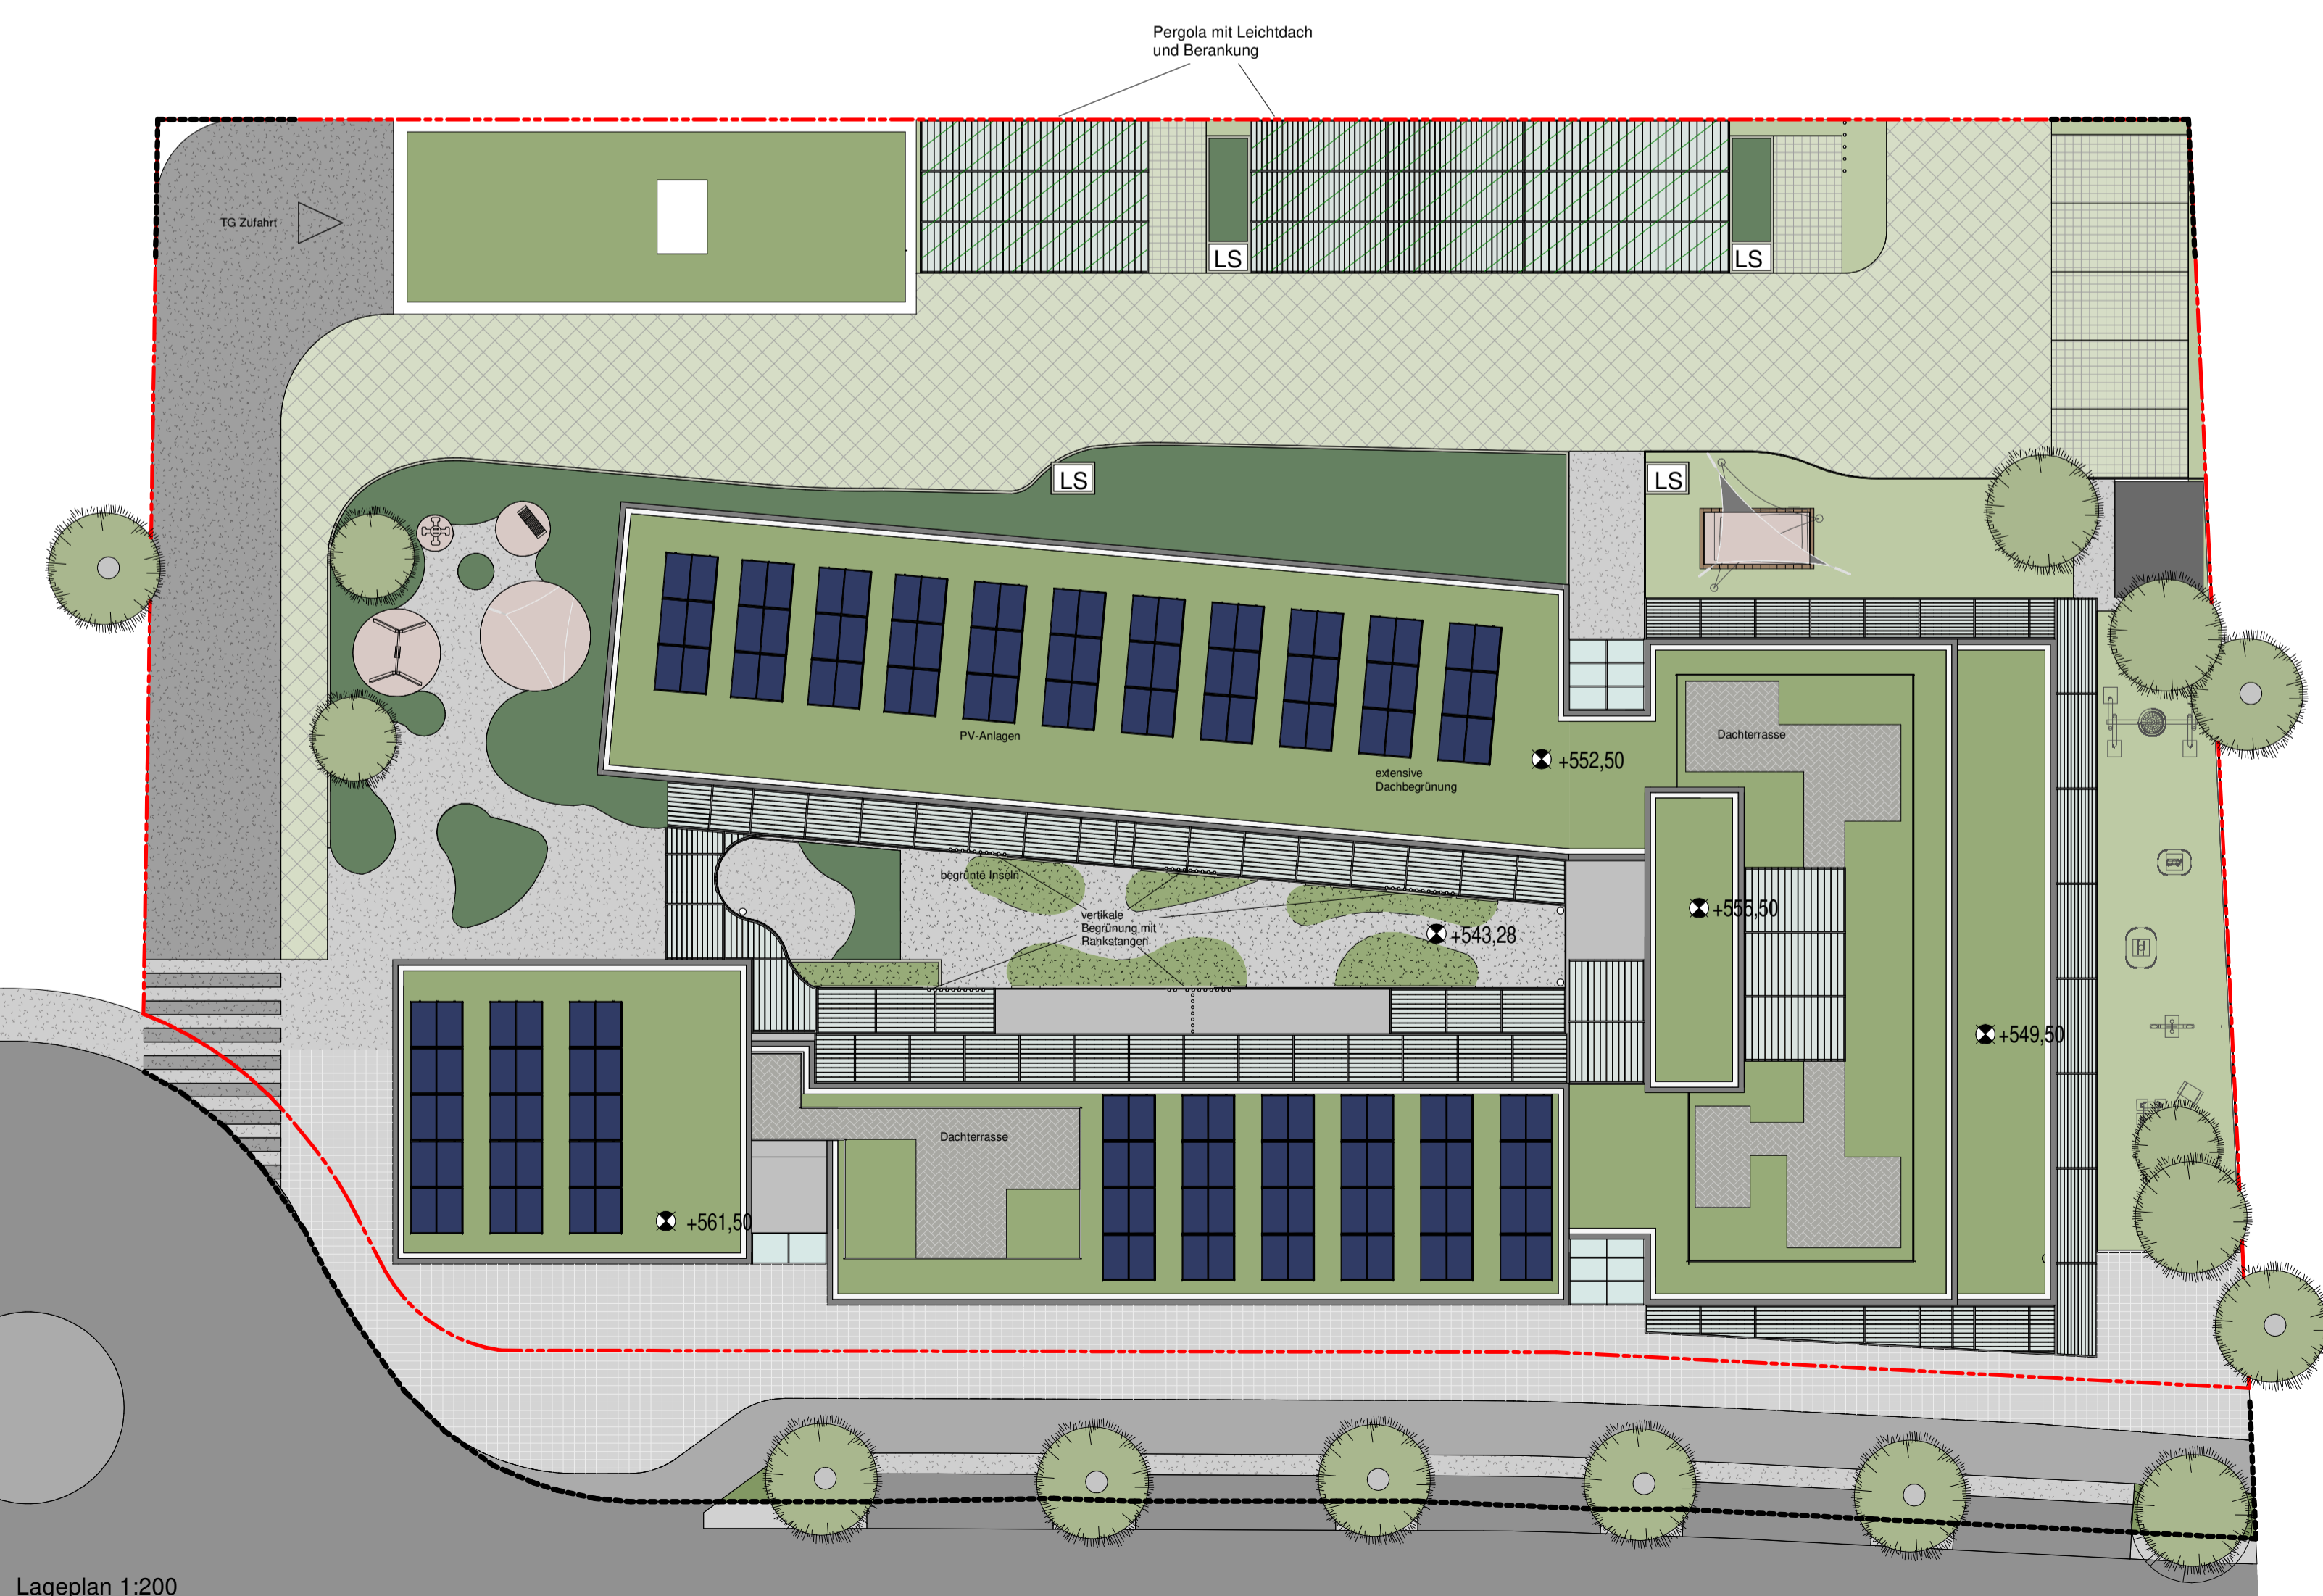 Pergola mit Leichtdach
und Berankung
TG Zufahrt
LS
LS
LS
LS
PV-Anlagen
extensive
Dachbegrünung
+552,50
Dachterrasse
begrünte Inseln
vertikale
Begrünung mit
Rankstangen
+543,28
+555,50
+549,50
Dachterrasse
+561,50
Lageplan 1:200